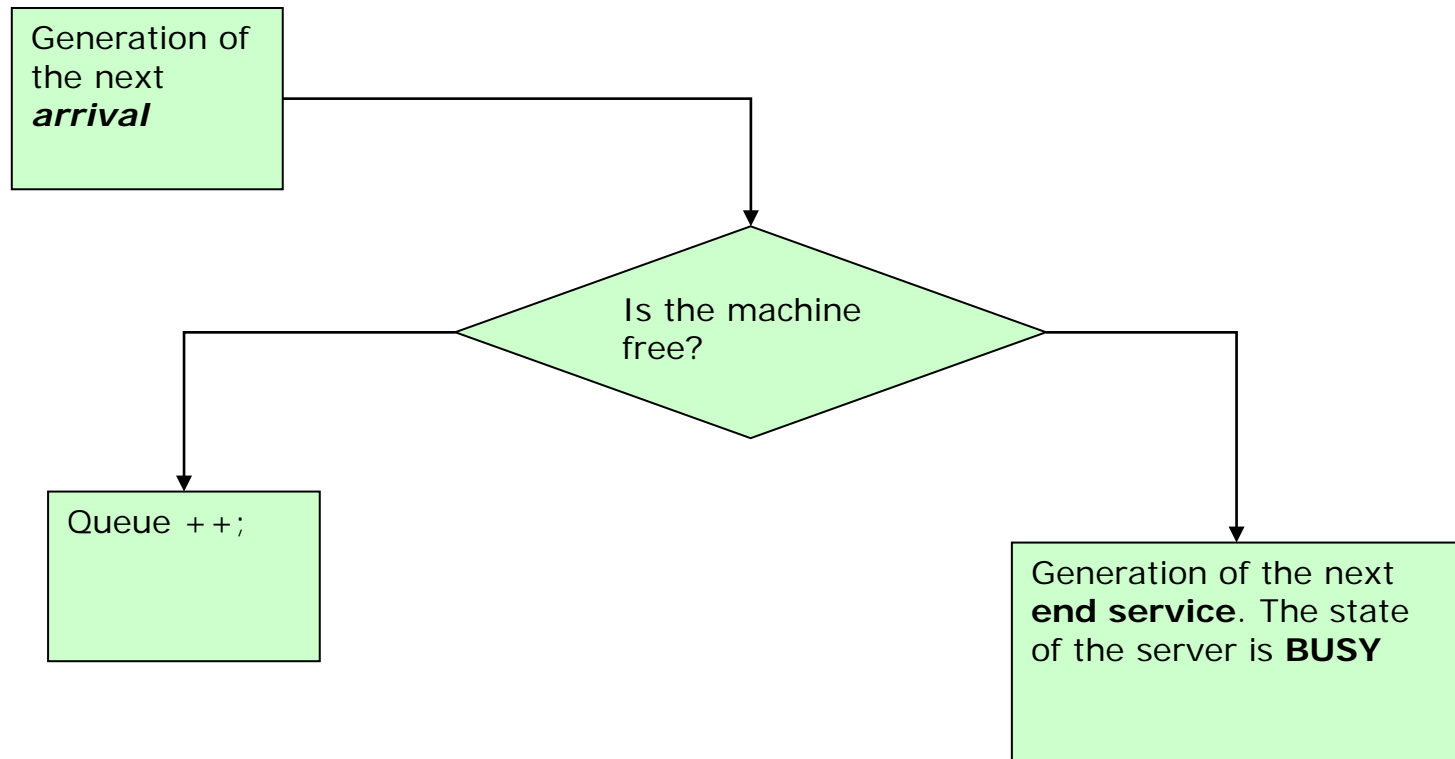 Generation of
the next
arrival
Is the machine
free?
Queue ++;
Generation of the next
end service. The state
of the server is BUSY